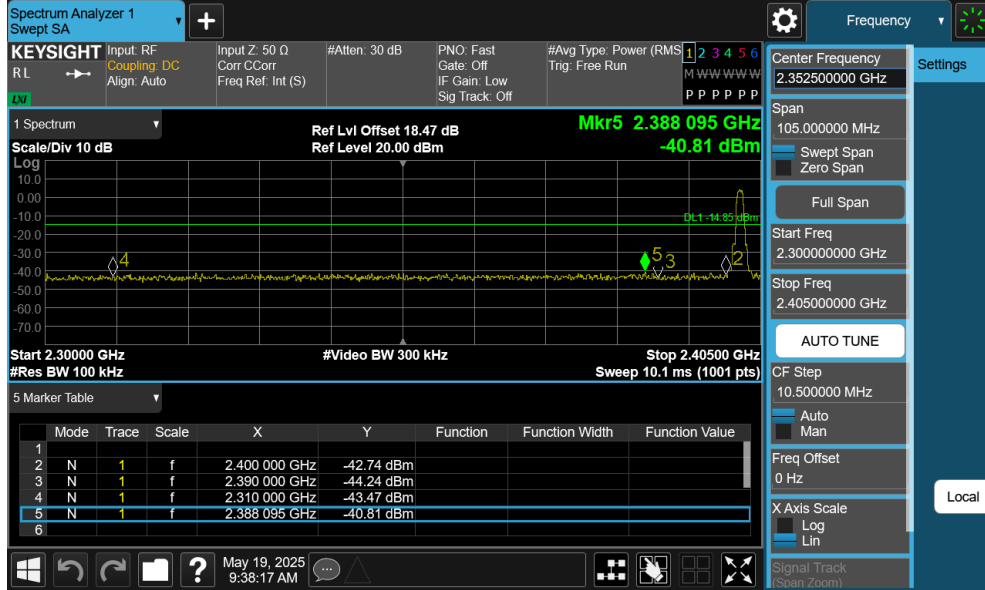 Spectrum Analyzer 1
Swept SA
Frequency
KEYSIGHT
R L
LXI
Input: RF
Coupling: DC
Align: Auto
Input Z: 50 Ω
Corr CCorr
Freq Ref: Int (S)
#Atten: 30 dB
PNO: Fast
Gate: Off
IF Gain: Low
Sig Track: Off
#Avg Type: Power (RMS
Trig: Free Run
1 2 3 4 5 6
M W W W W W
P P P P P P
1 Spectrum
Scale/Div 10 dB
Ref Lvl Offset 18.47 dB
Ref Level 20.00 dBm
Mkr5 2.388 095 GHz
-40.81 dBm
Log
10.0
0.00
-10.0
-20.0
-30.0
-40.0
-50.0
-60.0
-70.0
DL1 -14.85 dBm
4
5
3
2
Start 2.30000 GHz
#Video BW 300 kHz
Stop 2.40500 GHz
#Res BW 100 kHz
Sweep 10.1 ms (1001 pts)
5 Marker Table
Mode Trace Scale X Y Function Function Width Function Value
1
2 N 1 f 2.400 000 GHz -42.74 dBm
3 N 1 f 2.390 000 GHz -44.24 dBm
4 N 1 f 2.310 000 GHz -43.47 dBm
5 N 1 f 2.388 095 GHz -40.81 dBm
6
?
May 19, 2025
9:38:17 AM
Center Frequency
2.352500000 GHz
Settings
Span
105.000000 MHz
Swept Span
Zero Span
Full Span
Start Freq
2.300000000 GHz
Stop Freq
2.405000000 GHz
AUTO TUNE
CF Step
10.500000 MHz
Auto
Man
Freq Offset
0 Hz
Local
X Axis Scale
Log
Lin
Signal Track
(Span Zoom)